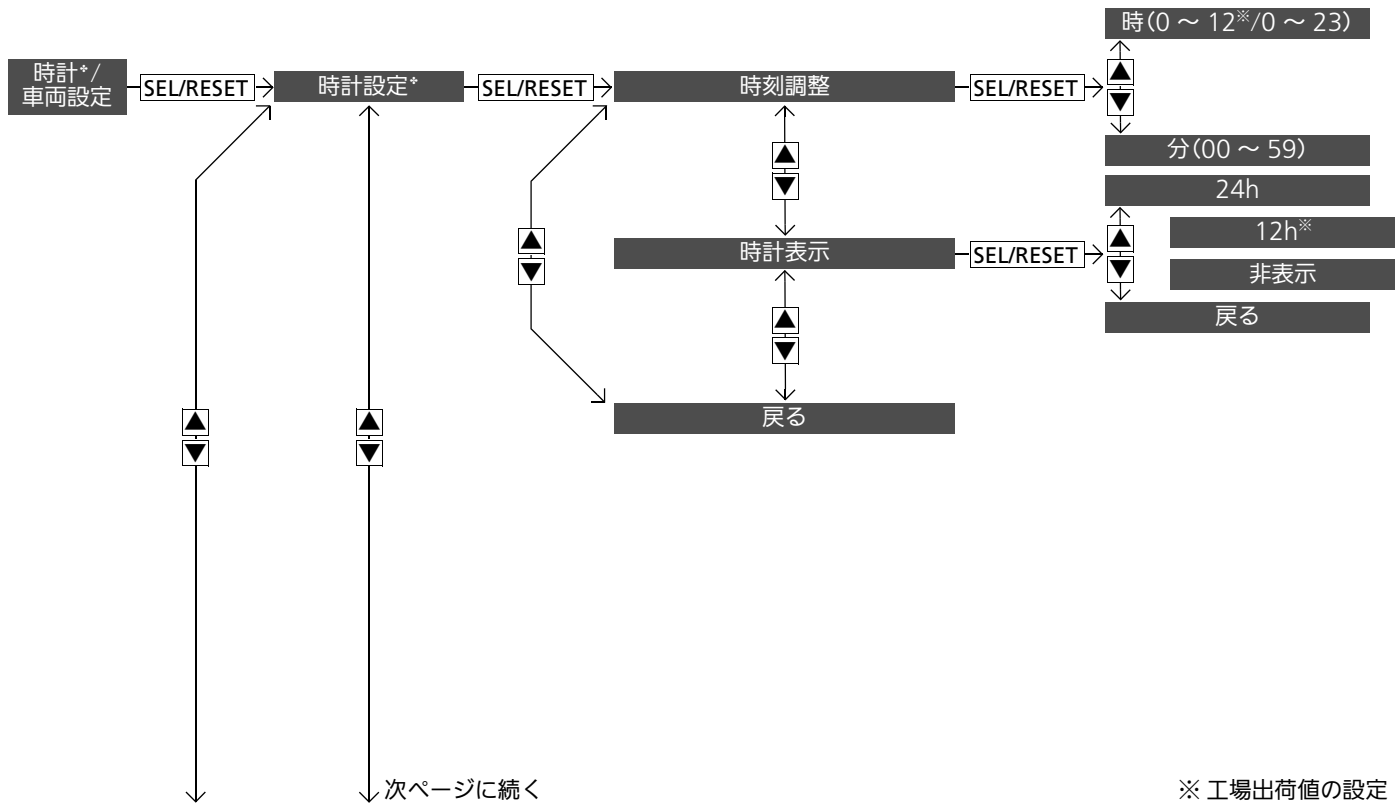 時(0 ～ 12※/0 ～ 23)
時計*/
車両設定
SEL/RESET
時計設定*
SEL/RESET
時刻調整
SEL/RESET
▲
▼
分(00 ～ 59)
▲
▼
24h
▲
▼
時計表示
SEL/RESET
▲
▼
12h※
非表示
戻る
▲
▼
戻る
▲
▼
▲
▼
次ページに続く
※ 工場出荷値の設定